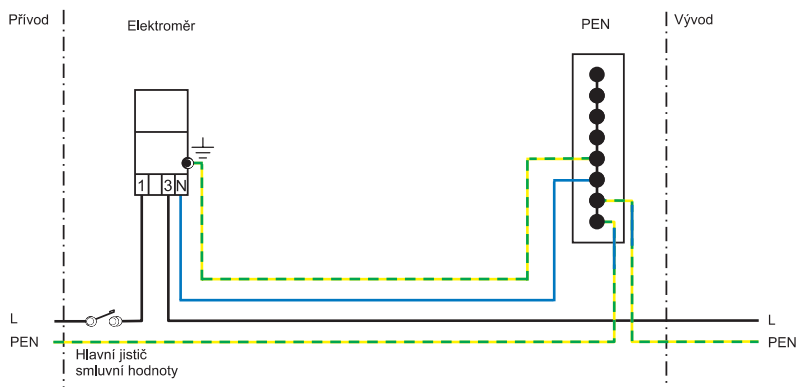 Přívod
Elektroměr
PEN
Vývod
1 3 N
L
L
PEN
PEN
Hlavní jistič
smluvní hodnoty